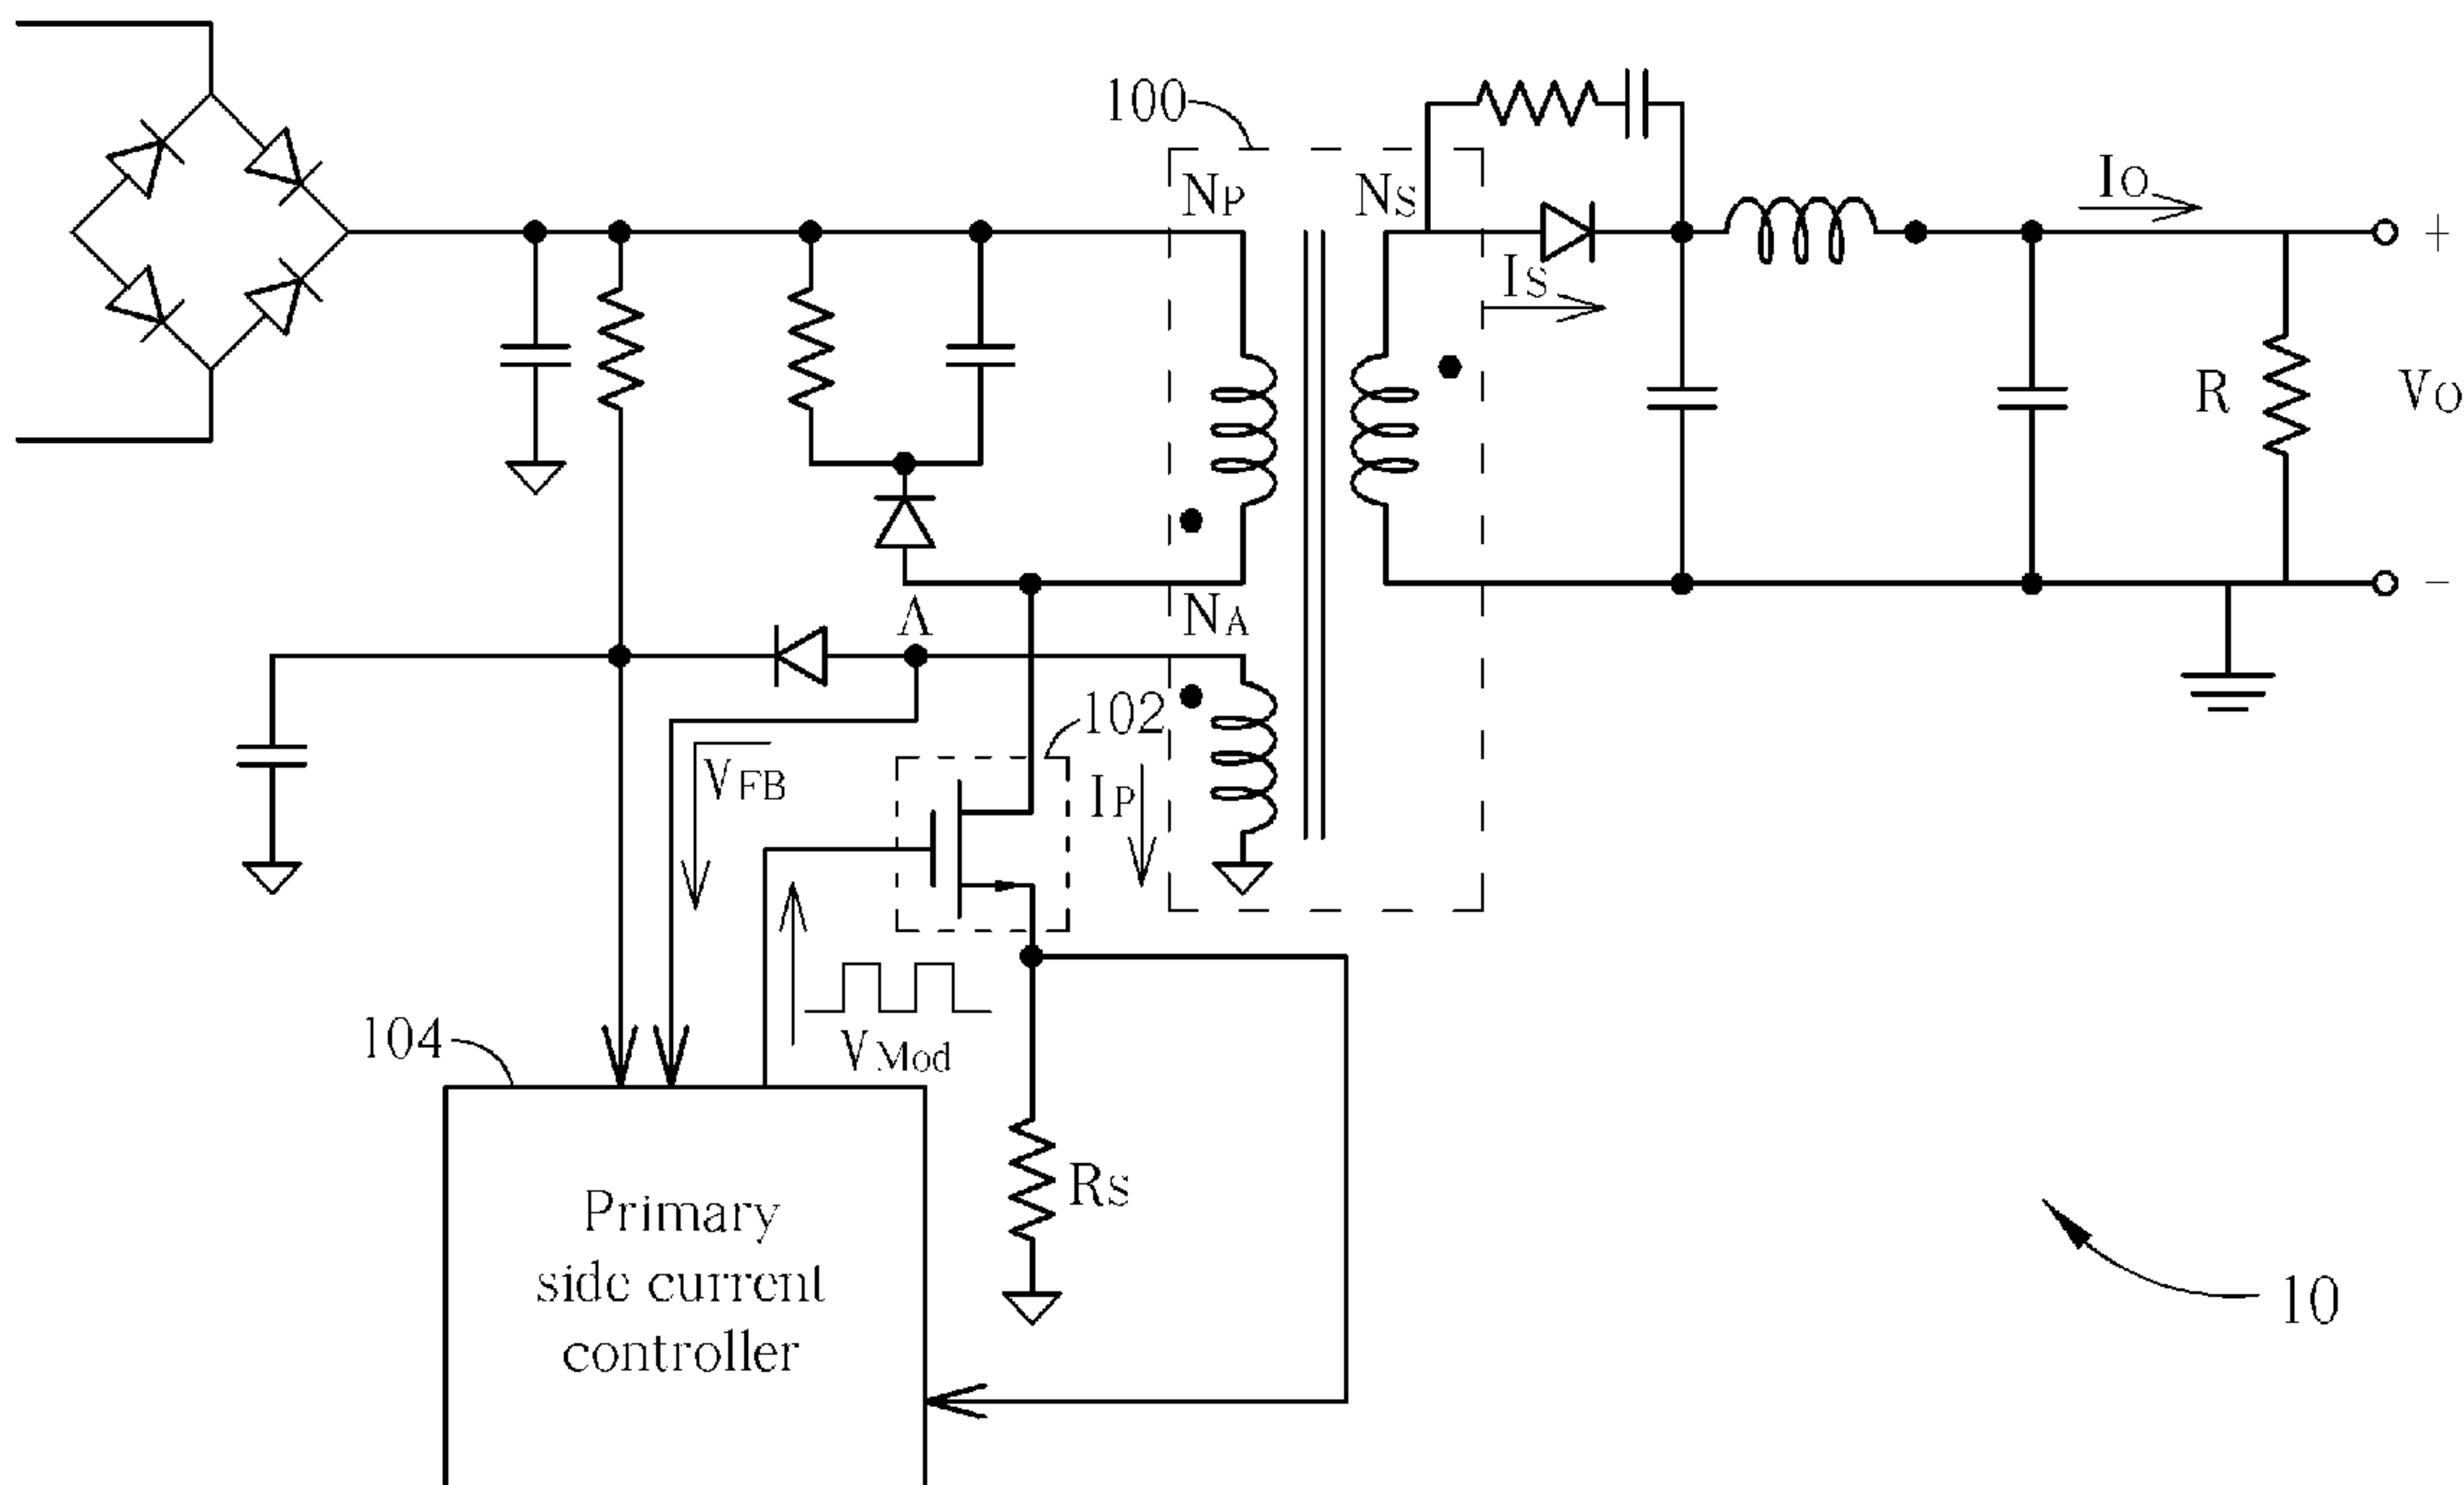 100
NP
NS
IO
+
IS
R
VO
−
A
NA
102
VFB
IP
104
VMod
Primary
side current
controller
RS
10